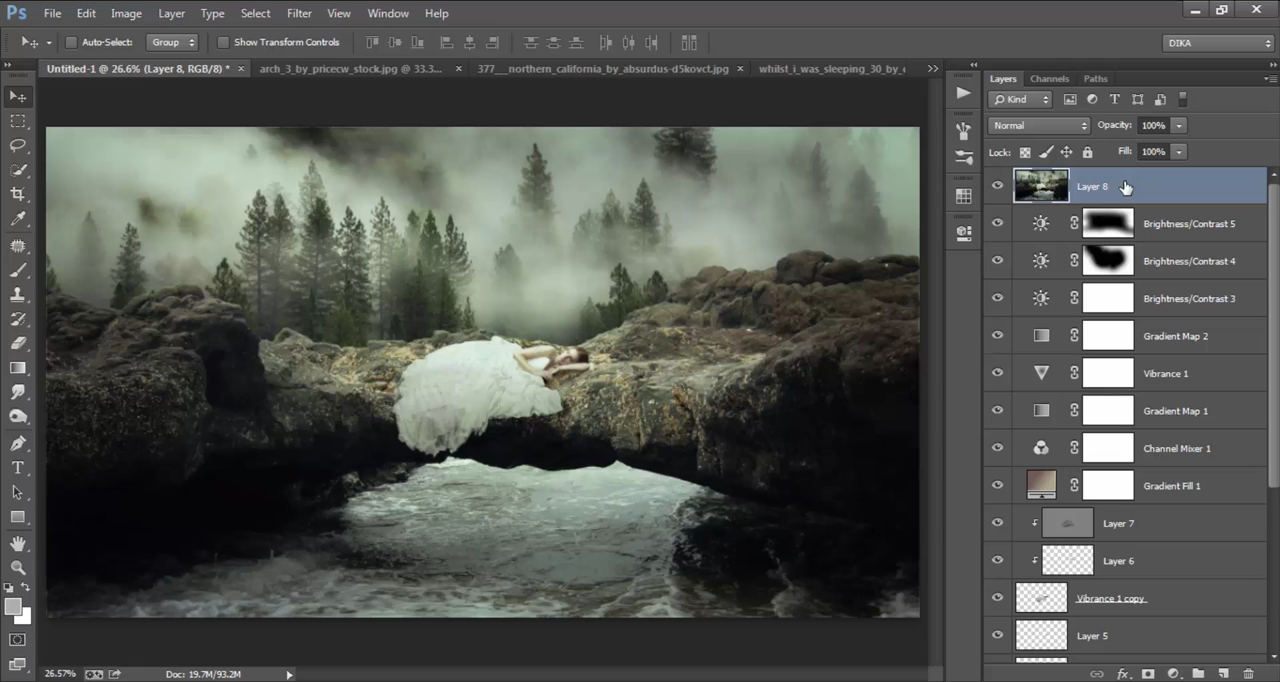 Ps File Edit Image Layer Type Select Filter View Window Help
Auto-Select: Group Show Transform Controls DIKA
Untitled-1 @ 26.6% (Layer 8, RGB/8) * × arch_3_by_pricecw_stock.jpg @ 33.3... × 377__northern_california_by_absurdus-d5kovct.jpg × whilst_i_was_sleeping_30_by_
Layers Channels Paths
Kind
Normal Opacity: 100%
Lock: Fill: 100%
Layer 8
Brightness/Contrast 5
Brightness/Contrast 4
Brightness/Contrast 3
Gradient Map 2
Vibrance 1
Gradient Map 1
Channel Mixer 1
Gradient Fill 1
Layer 7
Layer 6
Vibrance 1 copy
Layer 5
26.57% Doc: 19.7M/93.2M